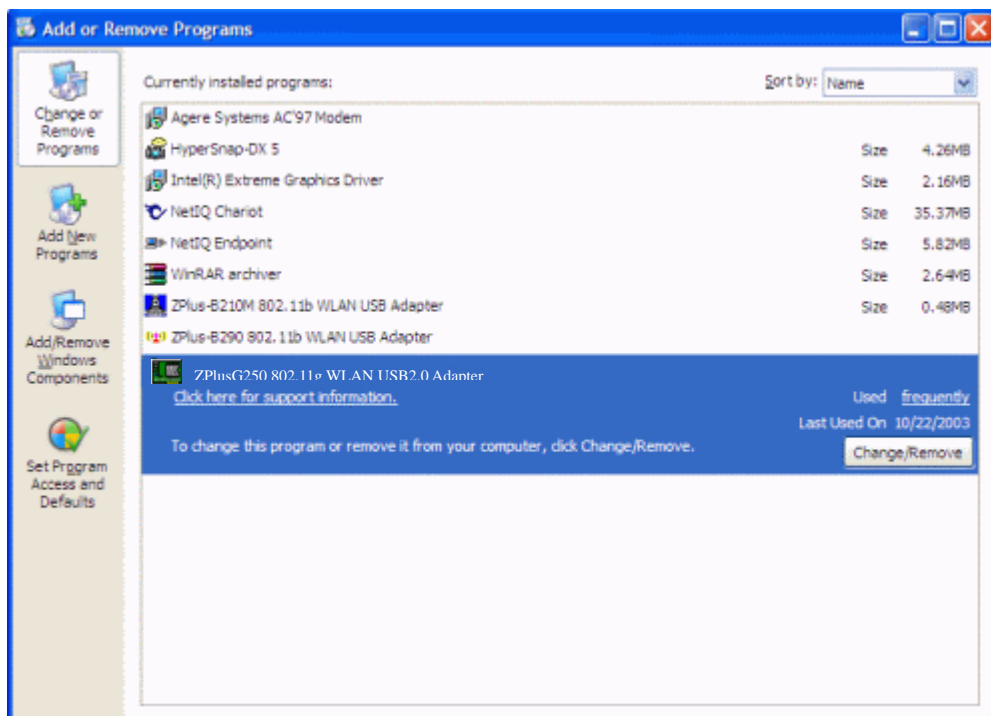 Add or Remove Programs
Change or
Remove
Programs
Add New
Programs
Add/Remove
Windows
Components
Set Program
Access and
Defaults
Currently installed programs:
Sort by: Name
Agere Systems AC'97 Modem
HyperSnap-DX 5 Size 4.26MB
Intel(R) Extreme Graphics Driver Size 2.16MB
NetIQ Chariot Size 35.37MB
NetIQ Endpoint Size 5.82MB
WinRAR archiver Size 2.64MB
ZPlus-B210M 802.11b WLAN USB Adapter Size 0.48MB
ZPlus-B290 802.11b WLAN USB Adapter
ZPlusG250 802.11g WLAN USB2.0 Adapter
Click here for support information. Used frequently
Last Used On 10/22/2003
To change this program or remove it from your computer, click Change/Remove.
Change/Remove